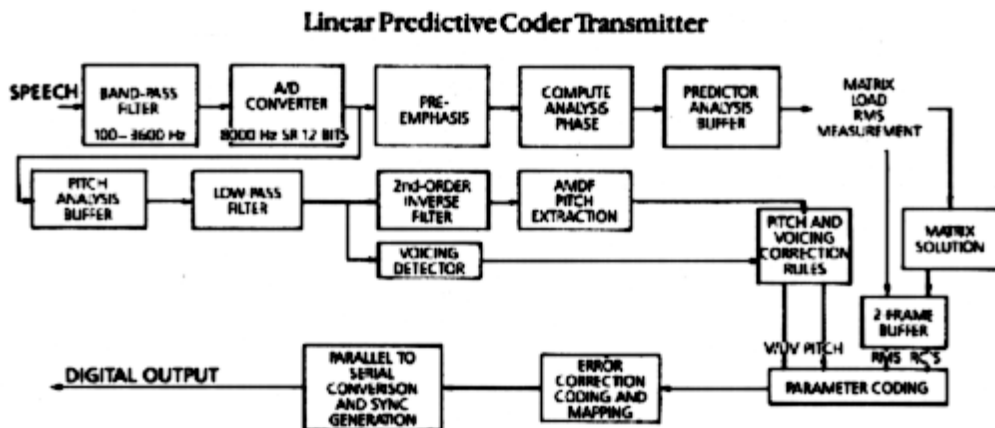 Linear Predictive Coder Transmitter
SPEECH
BAND-PASS
FILTER
100-3600 Hz
A/D
CONVERTER
8000 Hz SR 12 BITS
PRE-
EMPHASIS
COMPUTE
ANALYSIS
PHASE
PREDICTOR
ANALYSIS
BUFFER
MATRIX
LOAD
RMS
MEASUREMENT
PITCH
ANALYSIS
BUFFER
LOW-PASS
FILTER
2nd-ORDER
INVERSE
FILTER
AMDF
PITCH
EXTRACTION
VOICING
DETECTOR
PITCH AND
VOICING
CORRECTION
RULES
MATRIX
SOLUTION
2 FRAME
BUFFER
V/UV PITCH
RMS RC'S
PARAMETER CODING
ERROR
CORRECTION
CODING AND
MAPPING
PARALLEL TO
SERIAL
CONVERISON
AND SYNC
GENERATION
DIGITAL OUTPUT